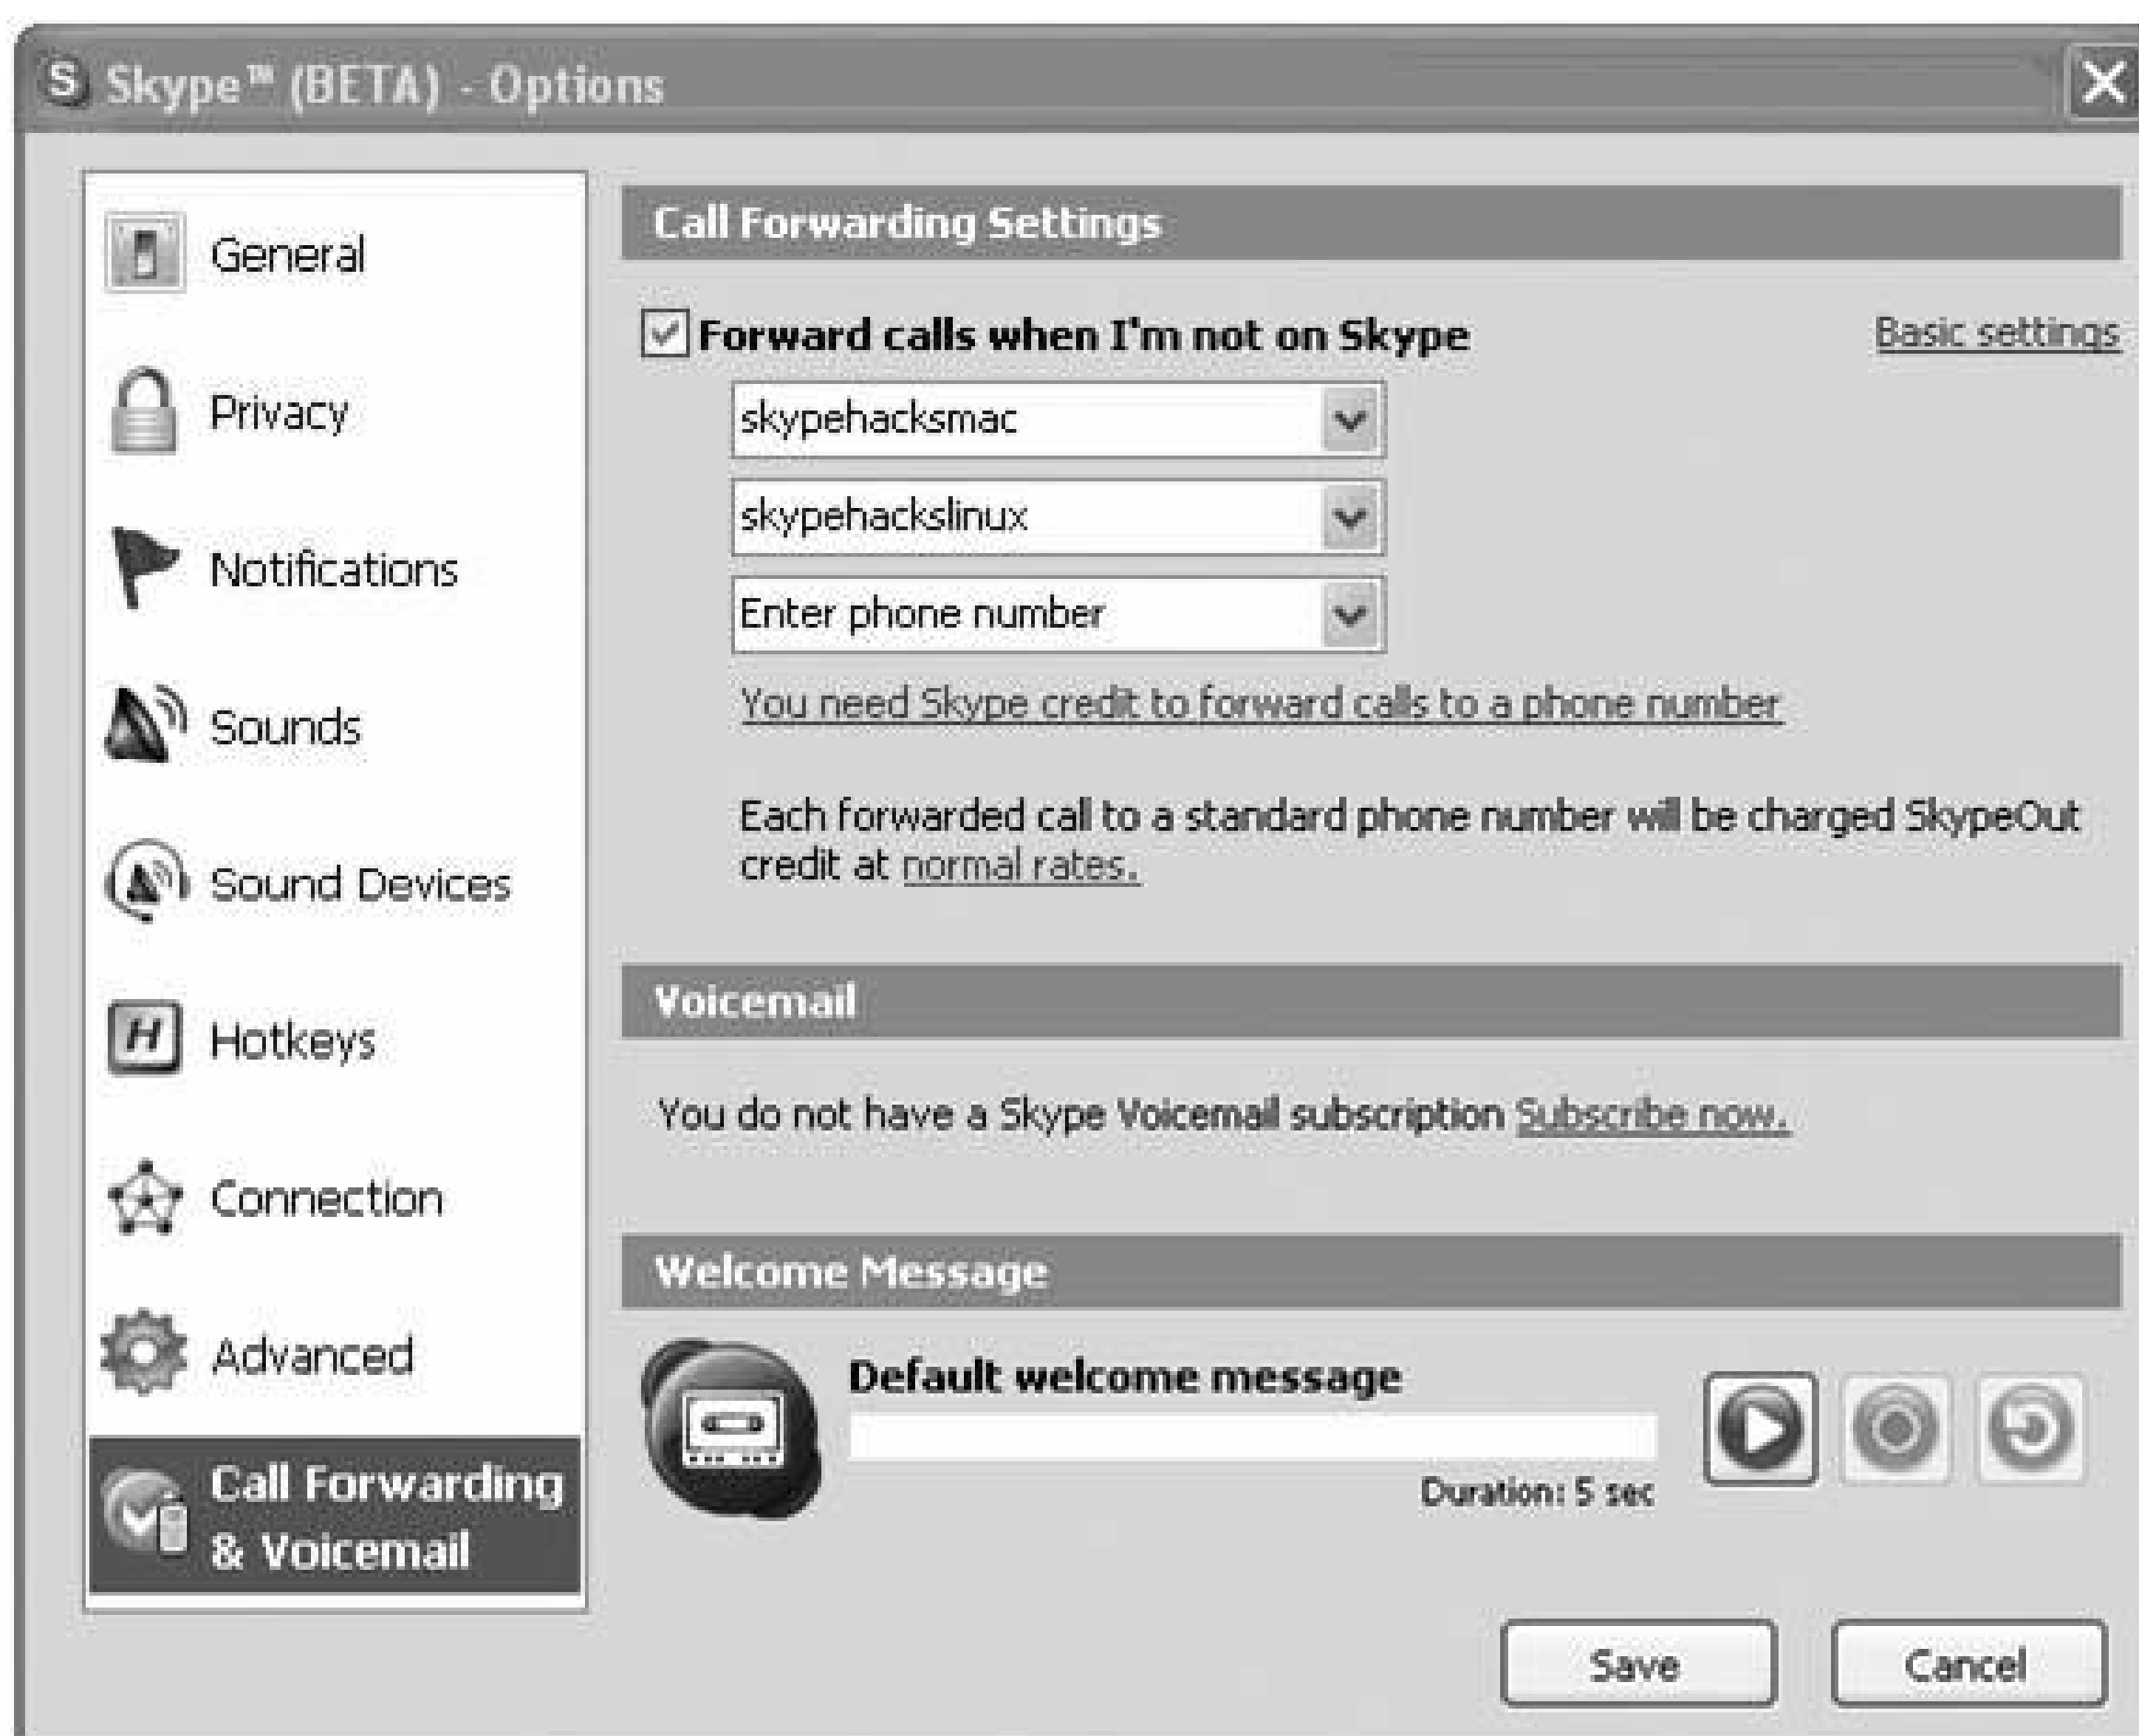 S Skype™ (BETA) - Options
General
Privacy
Notifications
Sounds
Sound Devices
H Hotkeys
Connection
Advanced
Call Forwarding
& Voicemail
Call Forwarding Settings
Forward calls when I'm not on Skype Basic settings
skypehacksmac
skypehackslinux
Enter phone number
You need Skype credit to forward calls to a phone number
Each forwarded call to a standard phone number will be charged SkypeOut
credit at normal rates.
Voicemail
You do not have a Skype Voicemail subscription Subscribe now.
Welcome Message
Default welcome message
Duration: 5 sec
Save Cancel